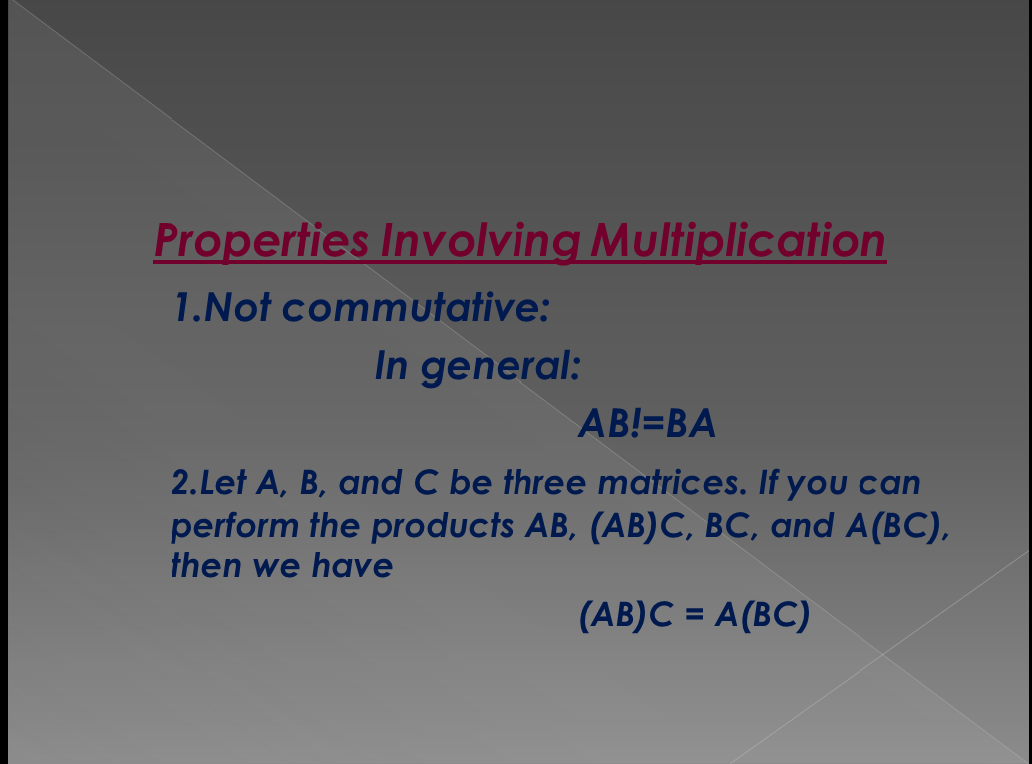 Properties Involving Multiplication
1.Not commutative:
In general:
AB!=BA
2.Let A, B, and C be three matrices. If you can
perform the products AB, (AB)C, BC, and A(BC),
then we have
(AB)C = A(BC)